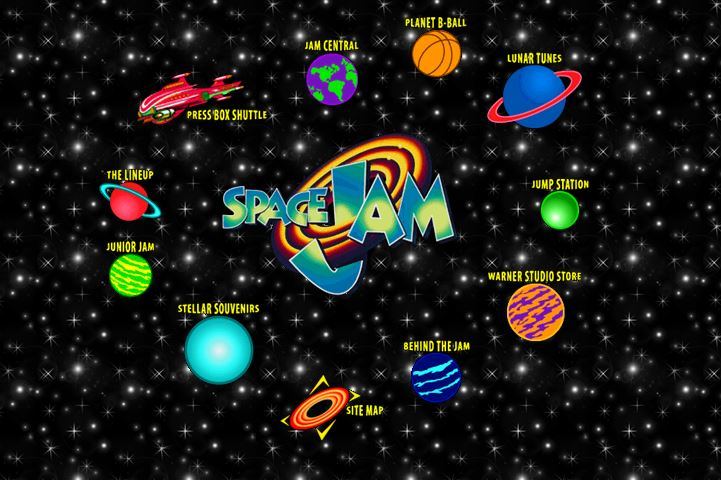 PLANET B-BALL
JAM CENTRAL
LUNAR TUNES
PRESS BOX SHUTTLE
THE LINEUP
JUMP STATION
SPACE JAM
JUNIOR JAM
WARNER STUDIO STORE
STELLAR SOUVENIRS
BEHIND THE JAM
SITE MAP